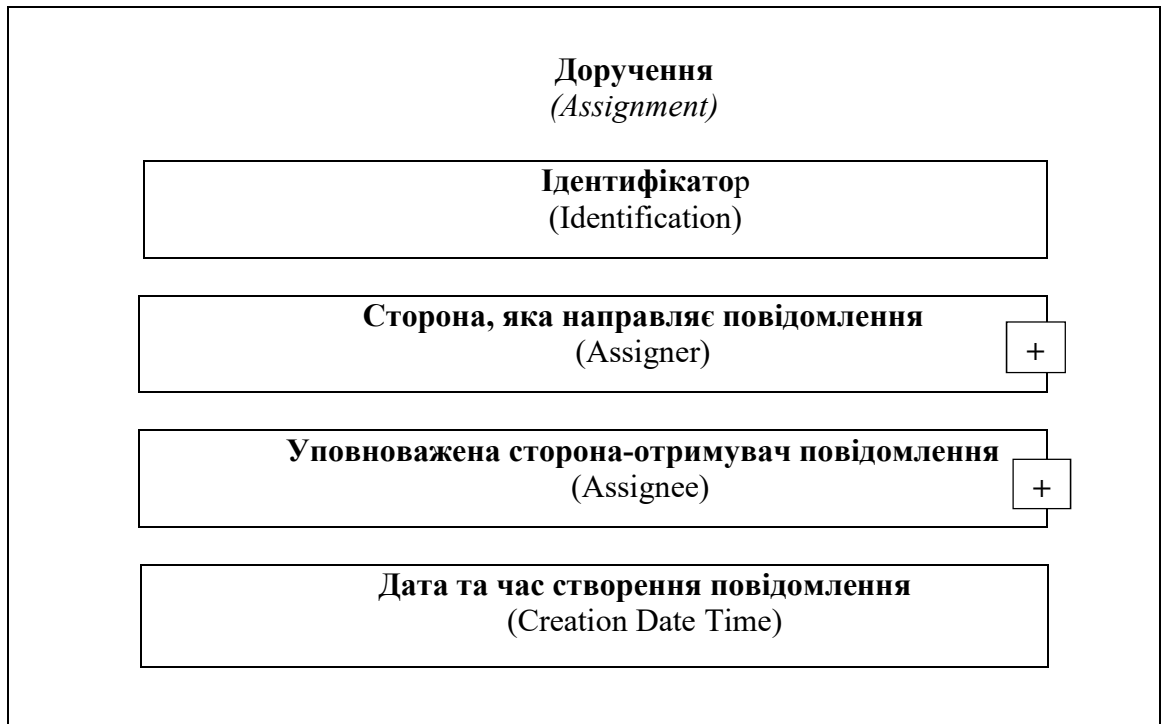 Доручення
(Assignment)
Ідентифікатор
(Identification)
Сторона, яка направляє повідомлення
(Assigner)
+
Уповноважена сторона-отримувач повідомлення
(Assignee)
+
Дата та час створення повідомлення
(Creation Date Time)